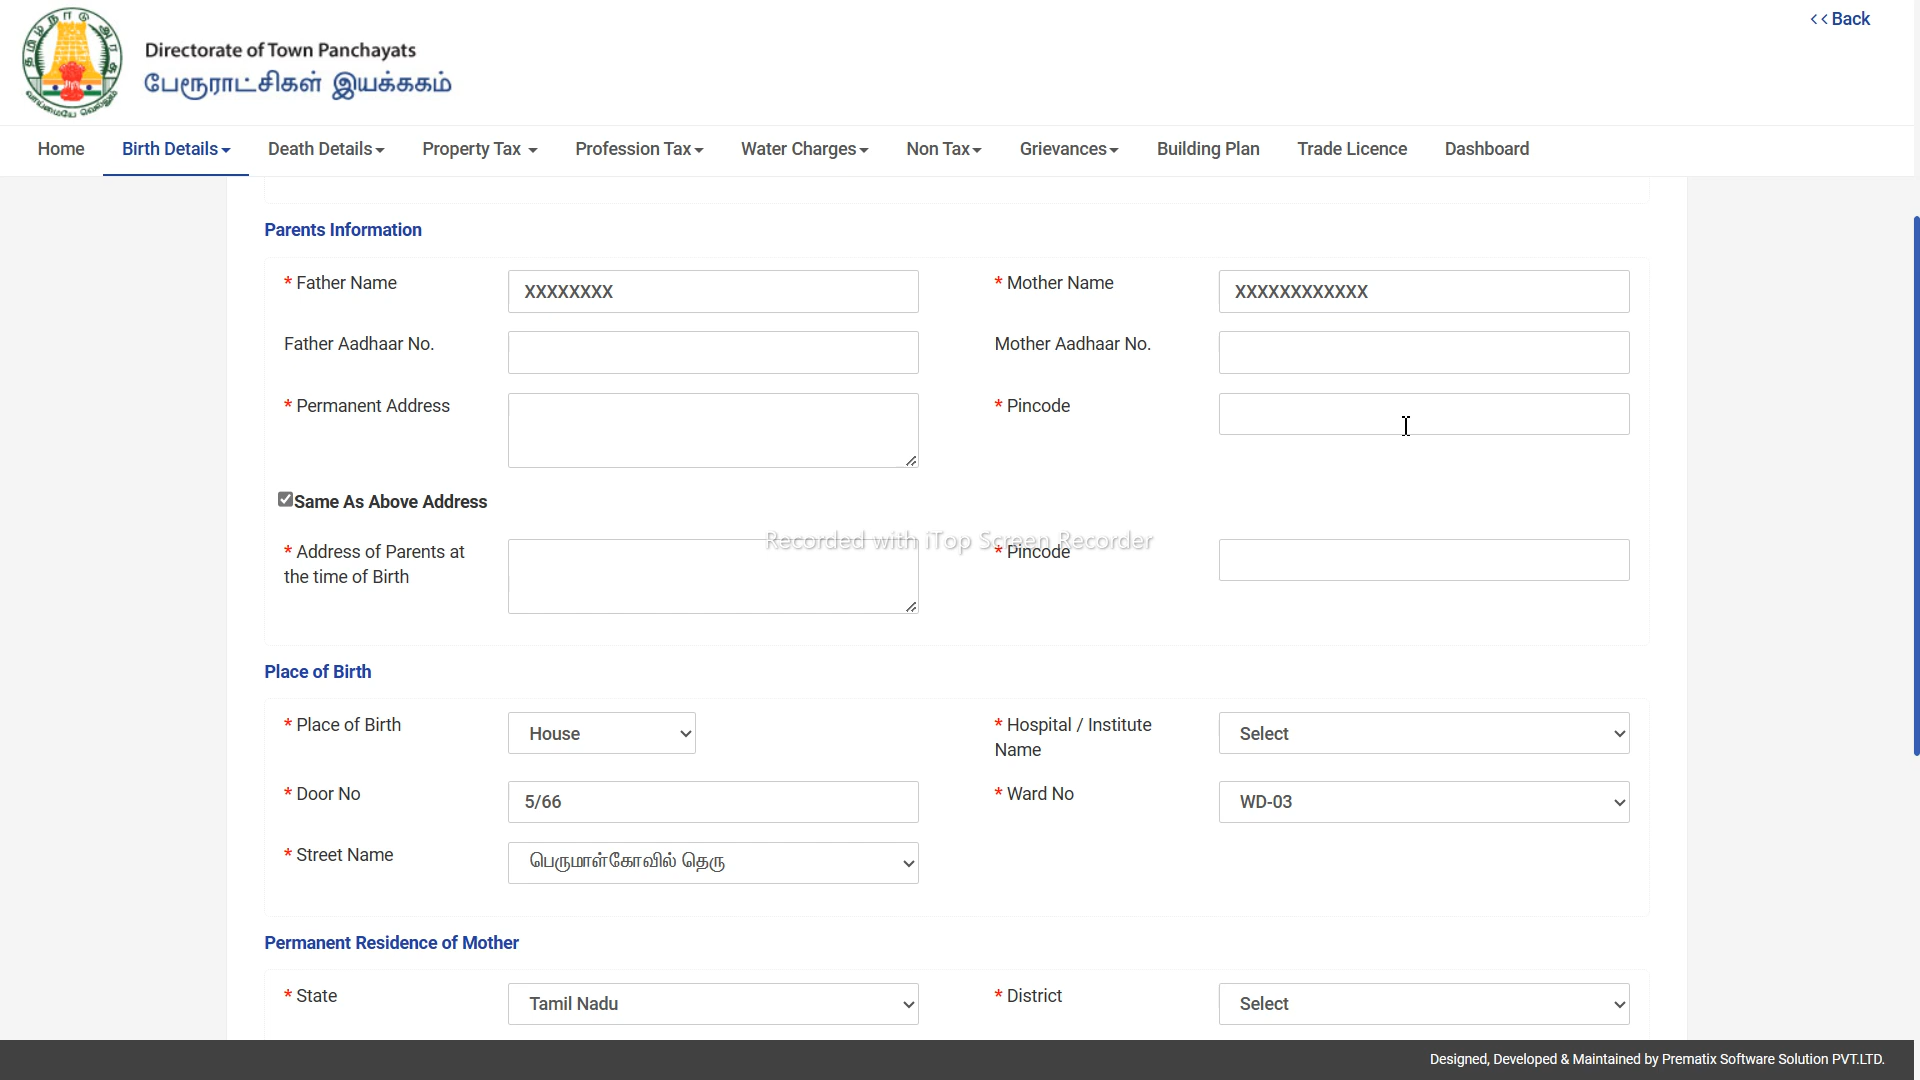 << Back
Directorate of Town Panchayats
பேரூராட்சிகள் இயக்ககம்
Home Birth Details Death Details Property Tax Profession Tax Water Charges Non Tax Grievances Building Plan Trade Licence Dashboard
Parents Information
* Father Name XXXXXXXX * Mother Name XXXXXXXXXXXX
Father Aadhaar No. Mother Aadhaar No.
* Permanent Address * Pincode
Same As Above Address
Recorded with iTop Screen Recorder
* Address of Parents at the time of Birth * Pincode
Place of Birth
* Place of Birth House * Hospital / Institute Name Select
* Door No 5/66 * Ward No WD-03
* Street Name பெருமாள்கோவில் தெரு
Permanent Residence of Mother
* State Tamil Nadu * District Select
Designed, Developed & Maintained by Prematix Software Solution PVT.LTD.